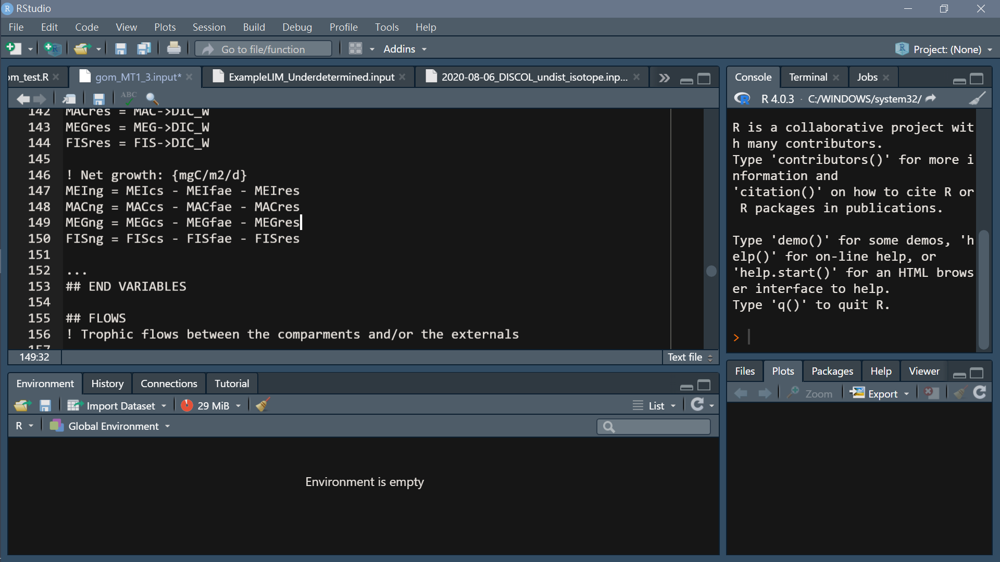 RStudio
File Edit Code View Plots Session Build Debug Profile Tools Help
Go to file/function Addins Project: (None)
om_test.R gom_MT1_3.input* ExampleLIM_Underdetermined.input 2020-08-06_DISCOL_undist_isotope.inp...
ABC
142 MACres = MAC->DIC_W
143 MEGres = MEG->DIC_W
144 FISres = FIS->DIC_W
145
146 ! Net growth: {mgC/m2/d}
147 MEIng = MEIcs - MEIfae - MEIres
148 MACng = MACcs - MACfae - MACres
149 MEGng = MEGcs - MEGfae - MEGres
150 FISng = FIScs - FISfae - FISres
151
152 ...
153 ## END VARIABLES
154
155 ## FLOWS
156 ! Trophic flows between the comparments and/or the externals
157
149:32 Text file
Console Terminal Jobs
R 4.0.3 · C:/WINDOWS/system32/
R is a collaborative project wit
h many contributors.
Type 'contributors()' for more i
nformation and
'citation()' on how to cite R or
R packages in publications.
Type 'demo()' for some demos, 'h
elp()' for on-line help, or
'help.start()' for an HTML brows
er interface to help.
Type 'q()' to quit R.
>
Environment History Connections Tutorial
Import Dataset 29 MiB List
R Global Environment
Environment is empty
Files Plots Packages Help Viewer
Zoom Export